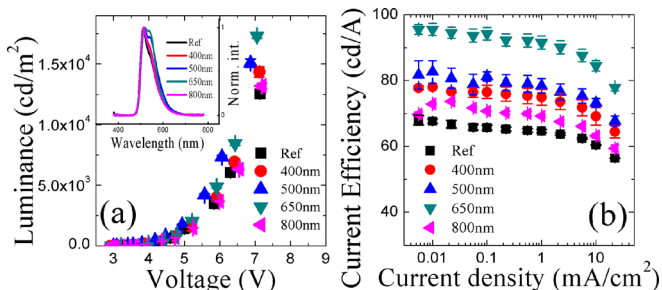 Luminance (cd/m²)
1.5x10⁴
1.0x10⁴
5.0x10³
0.0
Ref
400nm
500nm
650nm
800nm
1
0
Norm. int.
400
600
800
Wavelength (nm)
Ref
400nm
500nm
650nm
800nm
(a)
2 3 4 5 6 7 8 9
Voltage (V)
Current Efficiency (cd/A)
100
80
60
40
Ref
400nm
500nm
650nm
800nm
(b)
0.01 0.1 1 10
Current density (mA/cm²)